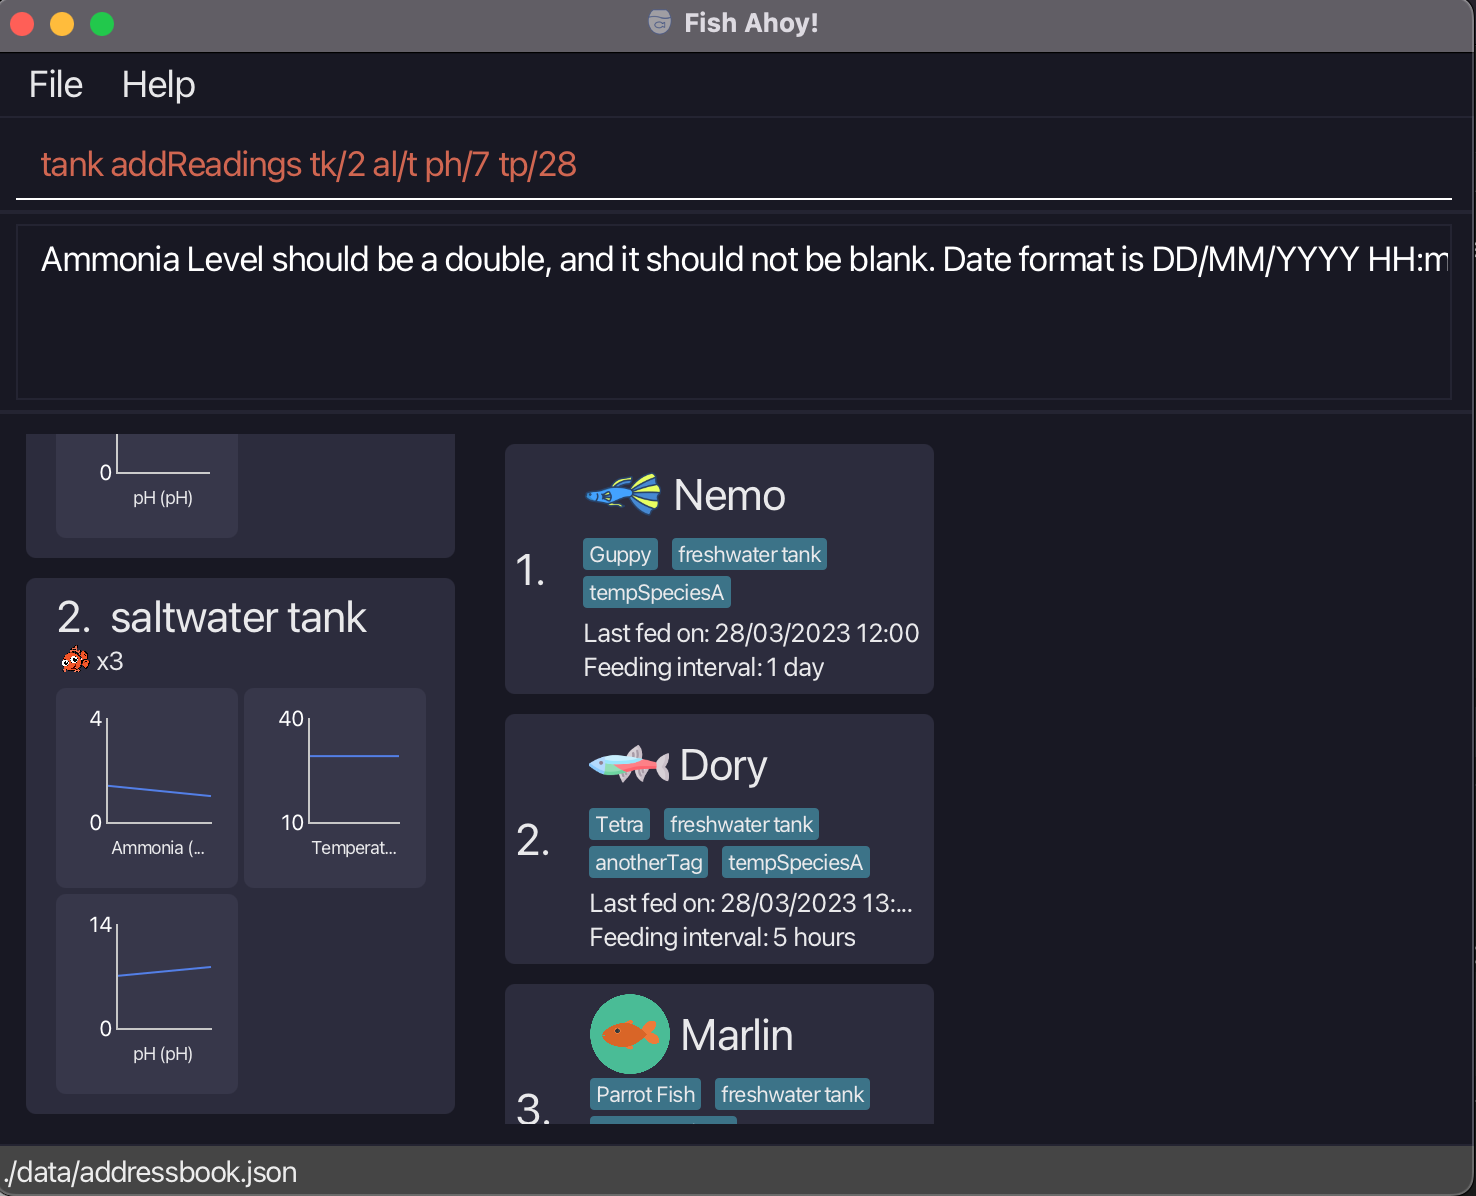 Fish Ahoy!
File Help
tank addReadings tk/2 al/t ph/7 tp/28
Ammonia Level should be a double, and it should not be blank. Date format is DD/MM/YYYY HH:m
0
pH (pH)
2. saltwater tank
x3
4
0
Ammonia (...
40
10
Temperat...
14
0
pH (pH)
1.
Nemo
Guppy freshwater tank
tempSpeciesA
Last fed on: 28/03/2023 12:00
Feeding interval: 1 day
2.
Dory
Tetra freshwater tank
anotherTag tempSpeciesA
Last fed on: 28/03/2023 13:...
Feeding interval: 5 hours
3.
Marlin
Parrot Fish freshwater tank
./data/addressbook.json